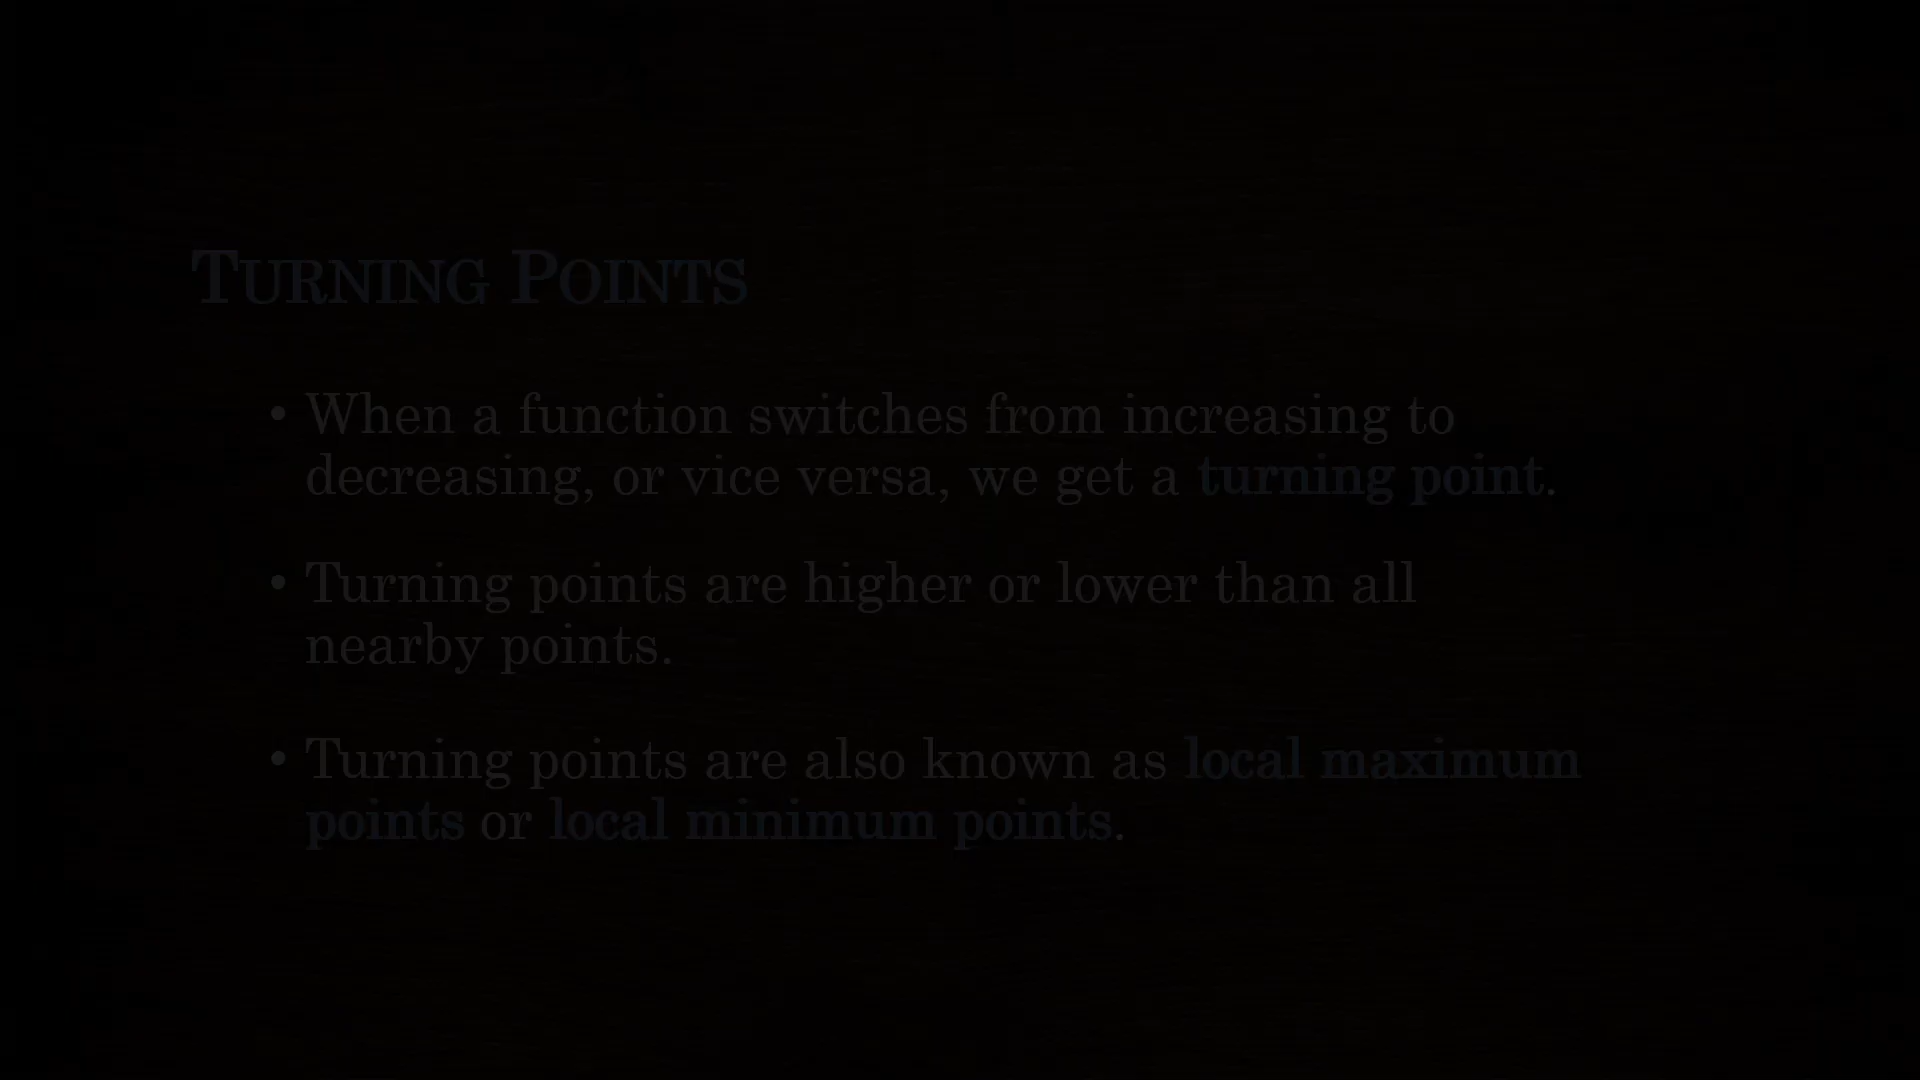 TURNING POINTS
• When a function switches from increasing to
decreasing, or vice versa, we get a turning point.
• Turning points are higher or lower than all
nearby points.
• Turning points are also known as local maximum
points or local minimum points.